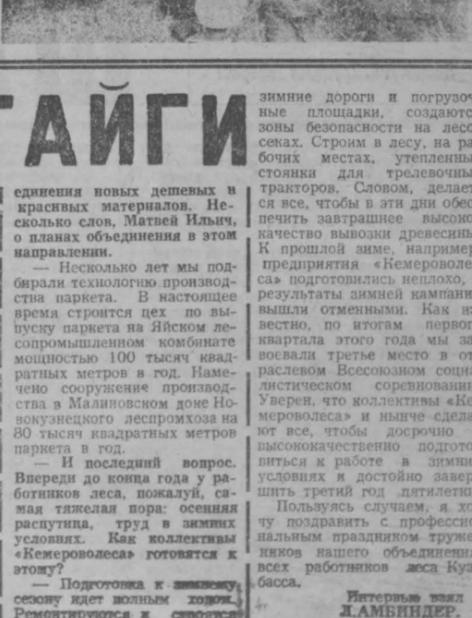 ТАЙГИ
единения новых дешевых и
красивых материалов. Не-
сколько слов, Матвей Ильич,
о планах объединения в этом
направлении.
— Несколько лет мы под-
бирали технологию производ-
ства паркета. В настоящее
время строится цех по вы-
пуску паркета на Яйском ле-
сопромышленном комбинате
мощностью 100 тысяч квад-
ратных метров в год. Наме-
чено сооружение производ-
ства в Малиновском доке Но-
вокузнецкого леспромхоза на
80 тысяч квадратных метров
паркета в год.
— И последний вопрос.
Впереди до конца года у ра-
ботников леса, пожалуй, са-
мая тяжелая пора: осенняя
распутица, труд в зимних
условиях. Как коллективы
«Кемероволеса» готовятся к
этому?
— Подготовка к зимнему
сезону идет полным ходом.
Ремонтируются и строятся
зимние дороги и погрузоч
ные площадки, создаютс
зоны безопасности на лесо
секах. Строим в лесу, на ра
бочих местах, утепленны
стоянки для трелевочны
тракторов. Словом, делает
ся все, чтобы в эти дни обес
печить завтрашнее высоко
качество вывозки древесины
К прошлой зиме, например
предприятия «Кемероволе
са» подготовились неплохо,
результаты зимней кампани
вышли отменными. Как из
вестно, по итогам первог
квартала этого года мы за
воевали третье место в от
раслевом Всесоюзном социа
листическом соревновании
Уверен, что коллективы «Ке
мероволеса» и нынче сдела
ют все, чтобы досрочно
высококачественно подгото
виться к работе в зимни
условиях и достойно завер
шить третий год пятилетк
Пользуясь случаем, я хо
чу поздравить с професси
нальным праздником труже
ников нашего объединени
всех работников леса Куз
басса.
Интервью взял
Л. АМБИНДЕР.